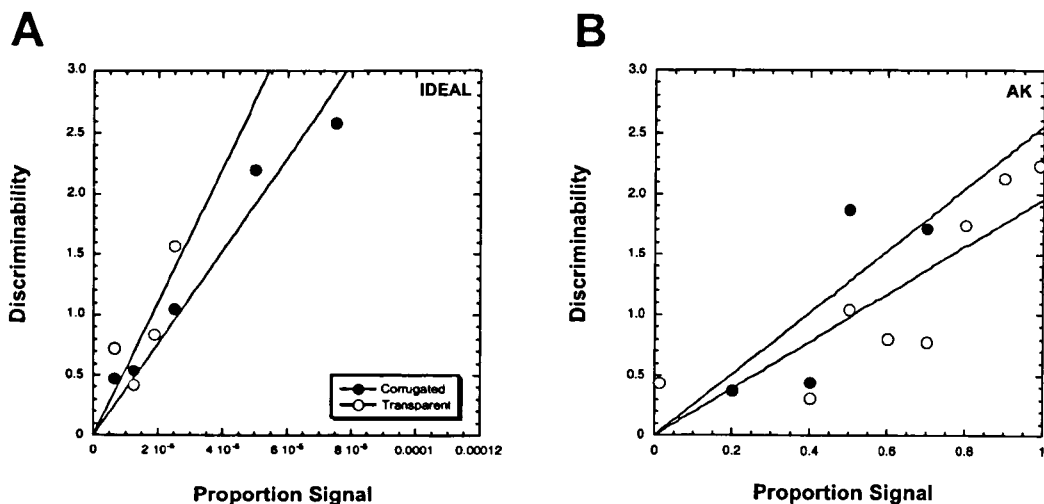 A
B
3.0
2.5
2.0
1.5
1.0
0.5
0
IDEAL
Corrugated
Transparent
0
2 10⁻⁵
4 10⁻⁵
6 10⁻⁵
8 10⁻⁵
0.0001
0.00012
Discriminability
Proportion Signal
3.0
2.5
2.0
1.5
1.0
0.5
0.0
AK
0
0.2
0.4
0.6
0.8
1
Discriminability
Proportion Signal